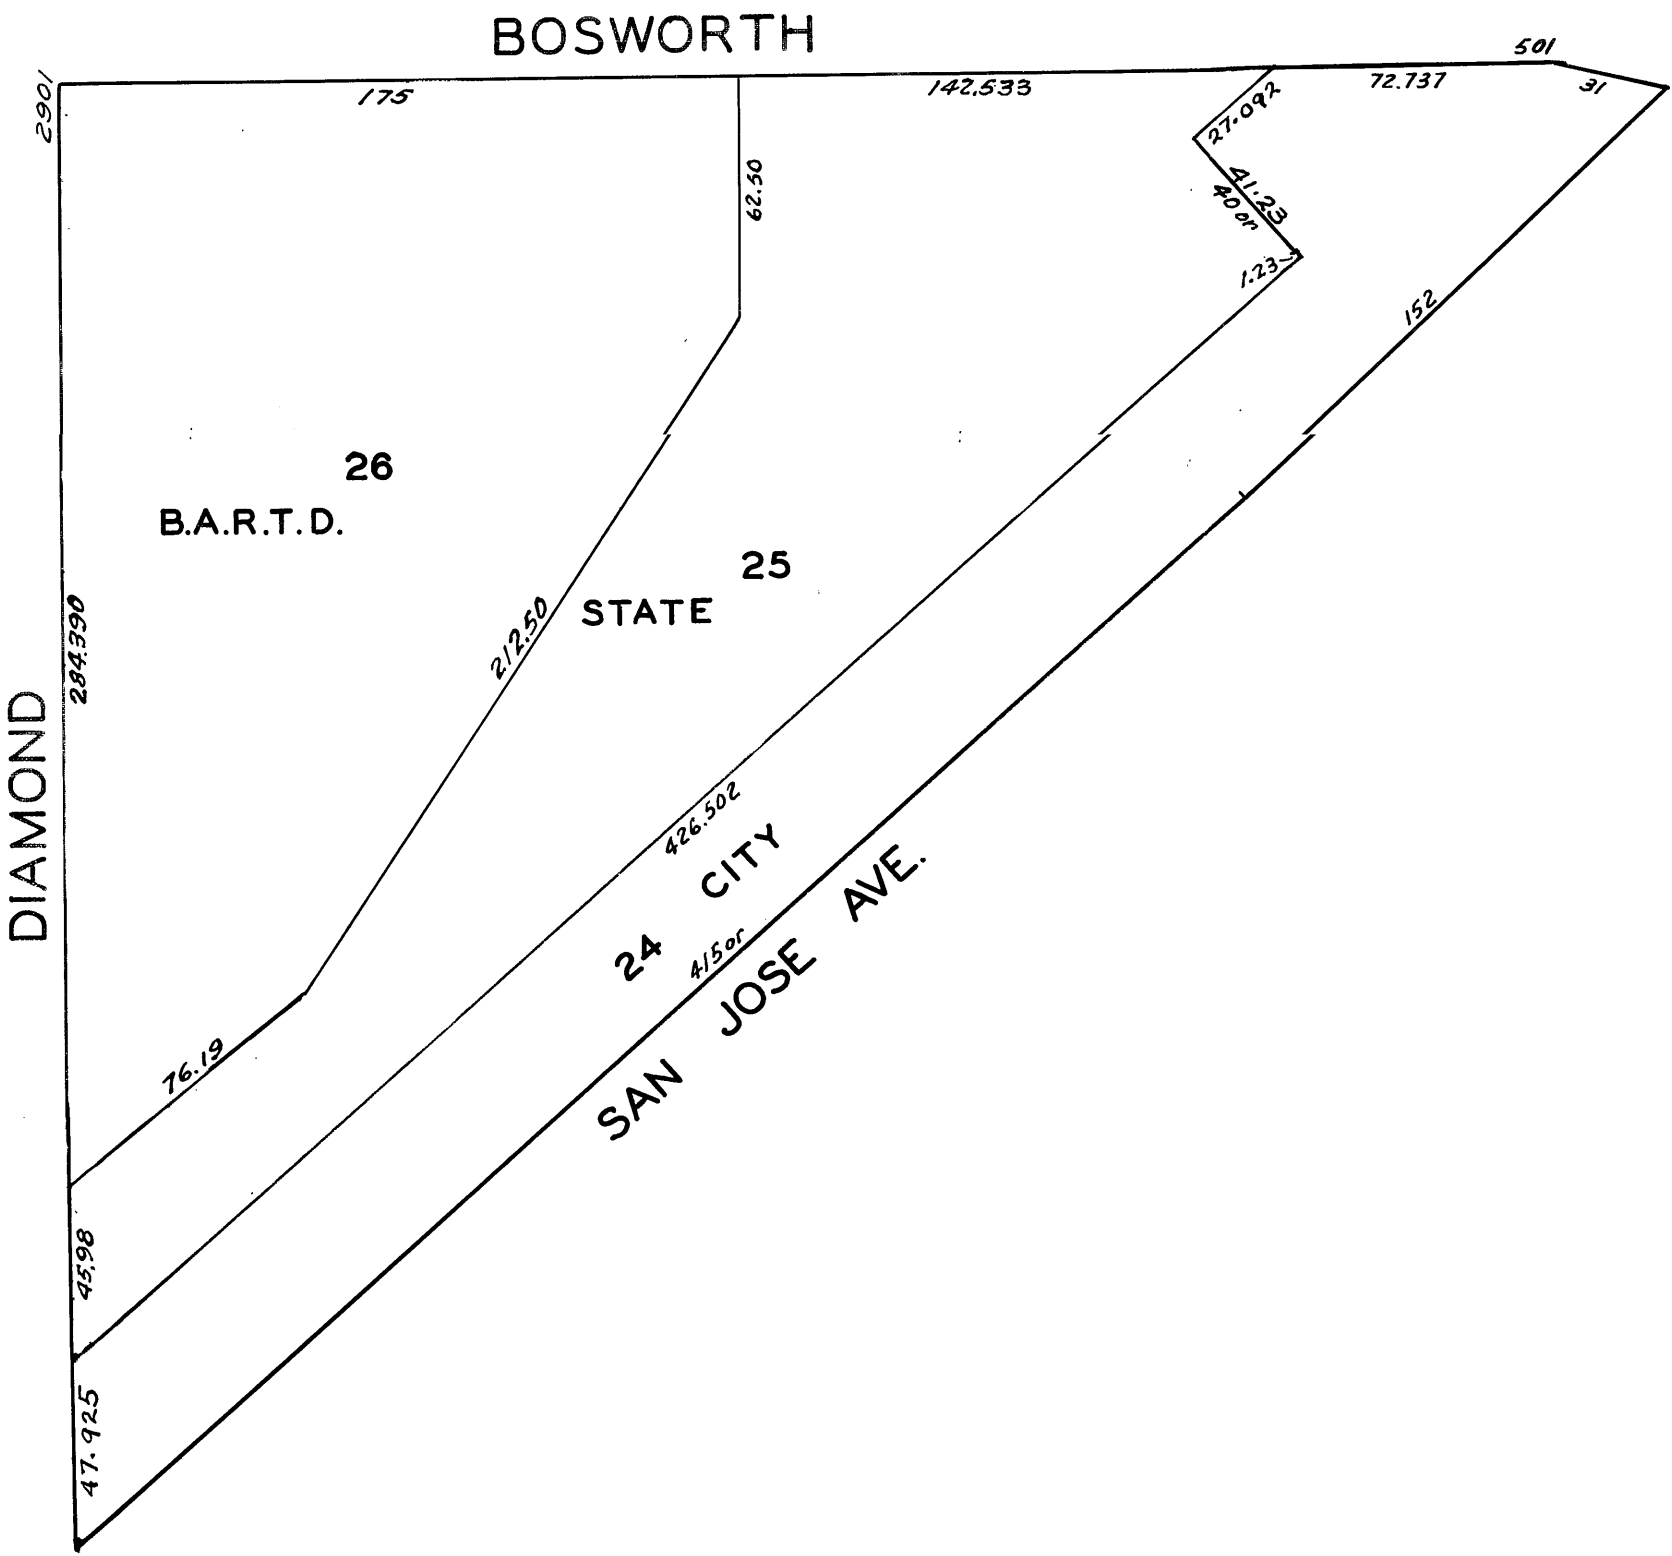 BOSWORTH
501
2901
175
142.533
72.737
31
27.092
62.50
41.23
40 or
1.23
152
26
B.A.R.T.D.
25
STATE
284.390
212.50
DIAMOND
426.502
CITY
24
415 or
SAN JOSE AVE.
76.19
45.98
47.925